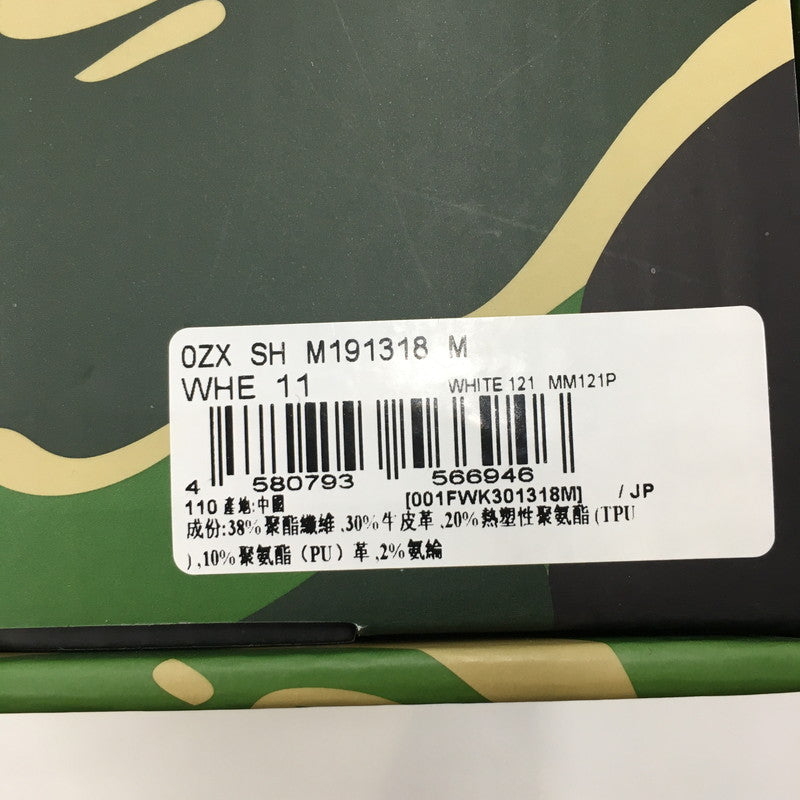 0ZX SH M191318 M
WHE 11 WHITE 121 MM121P
4 580793 566946
110 產地:中國 [001FWK301318M] / JP
成份:38%聚酯纖維,30%牛皮革,20%熱塑性聚氨酯(TPU
),10%聚氨酯（PU）革,2%氨綸